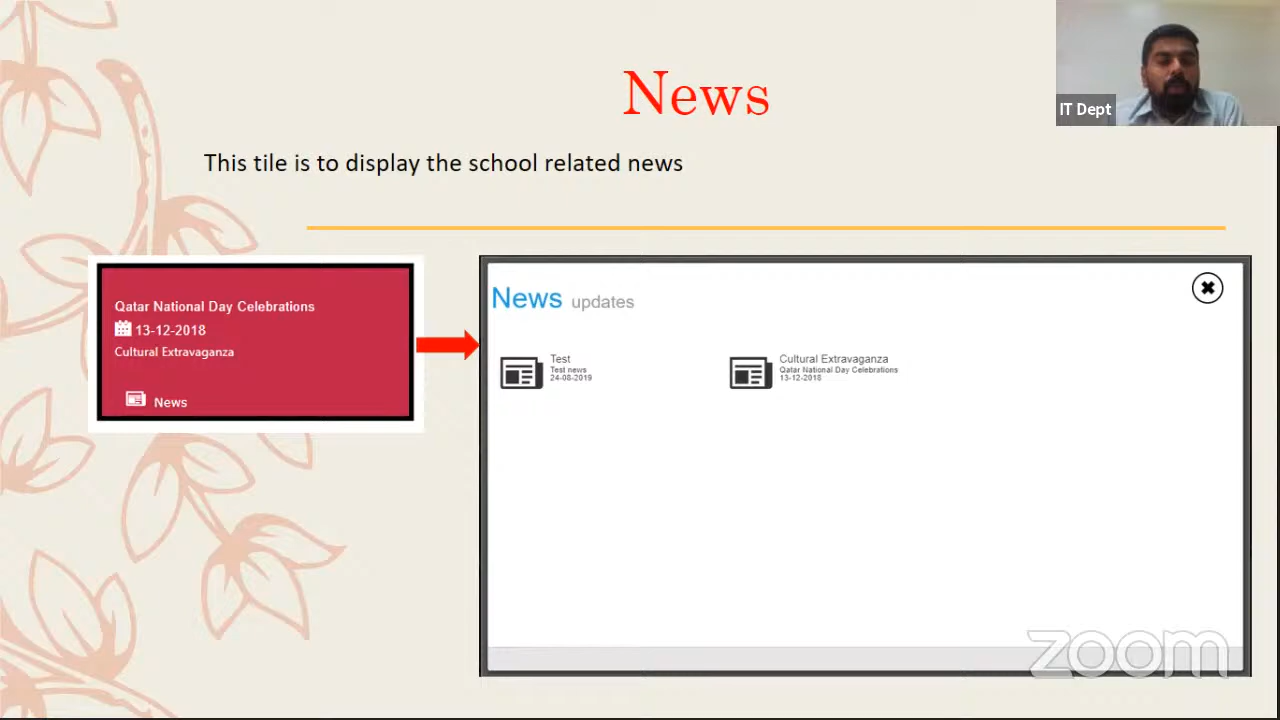 News
IT Dept
This tile is to display the school related news
Qatar National Day Celebrations
13-12-2018
Cultural Extravaganza
News
News updates
Test
Test news
24-08-2019
Cultural Extravaganza
Qatar National Day Celebrations
13-12-2018
zoom